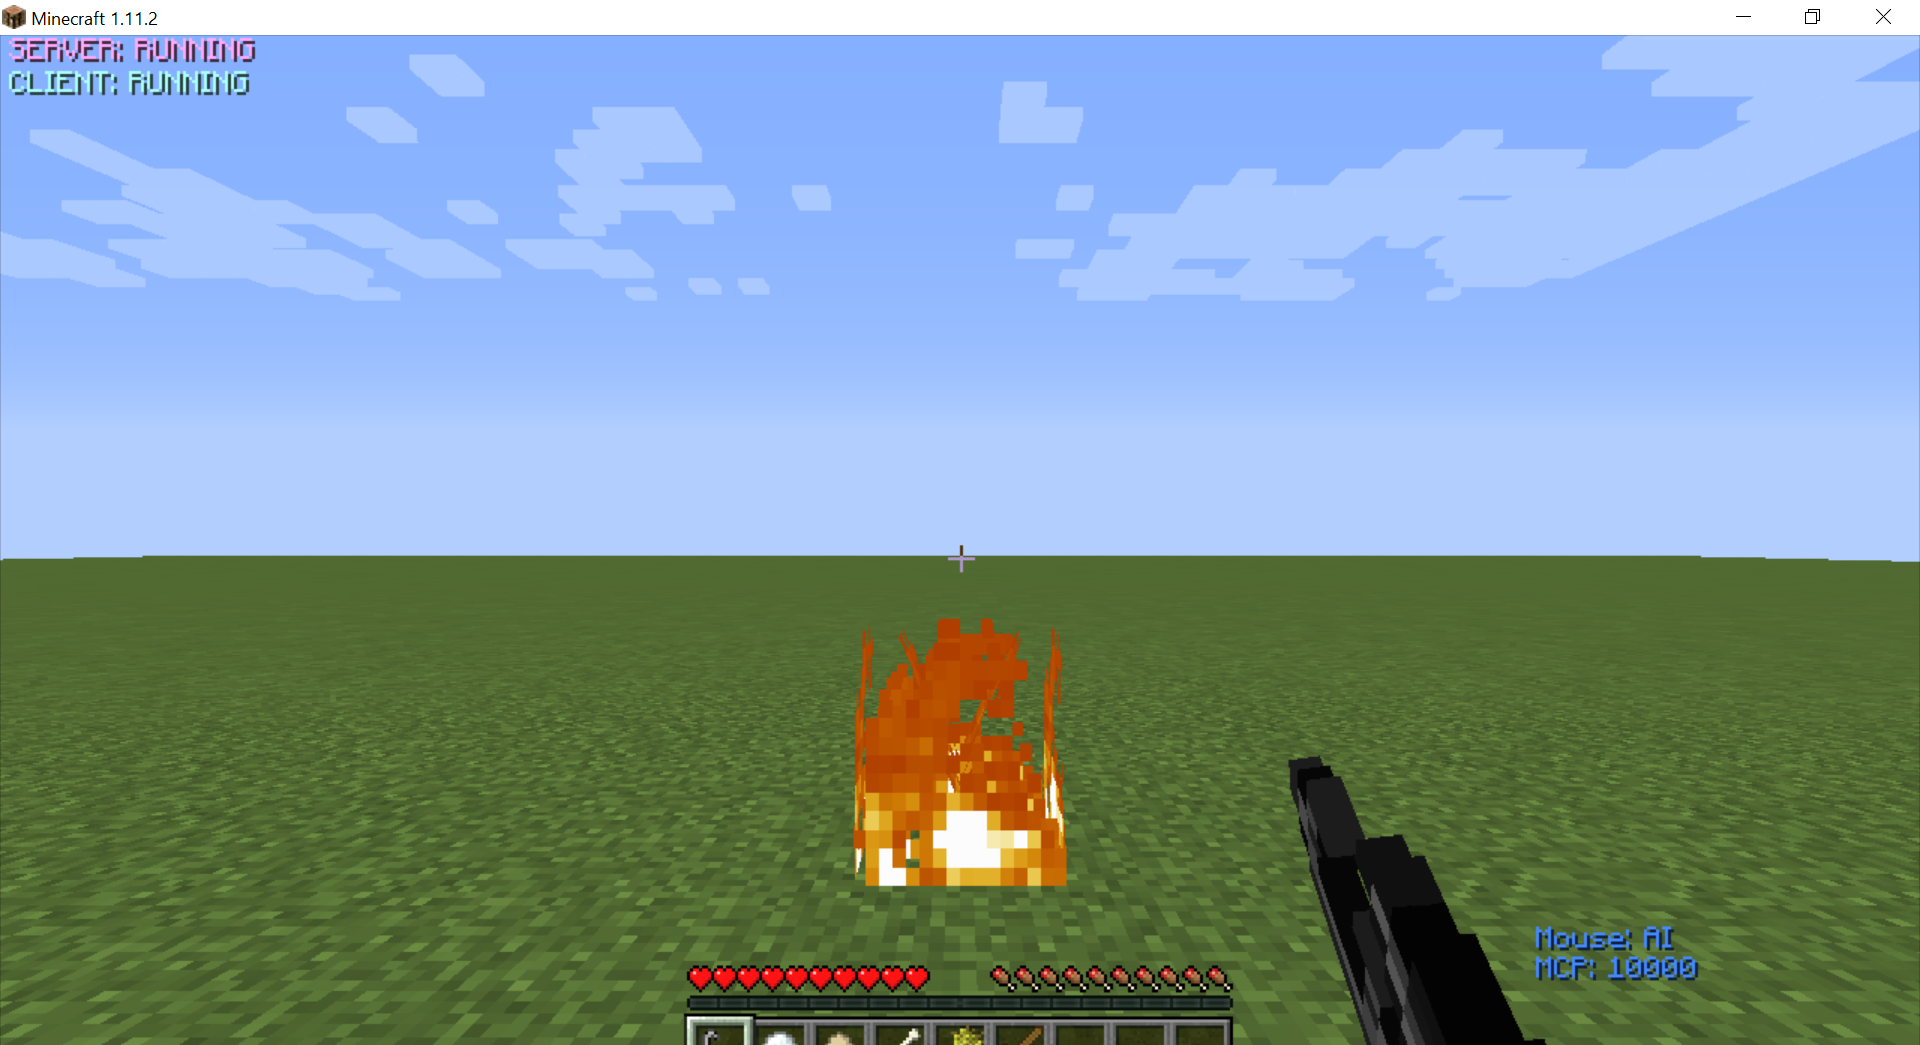 Minecraft 1.11.2
SERVER: RUNNING
CLIENT: RUNNING
Mouse: AI
MCP: 10000